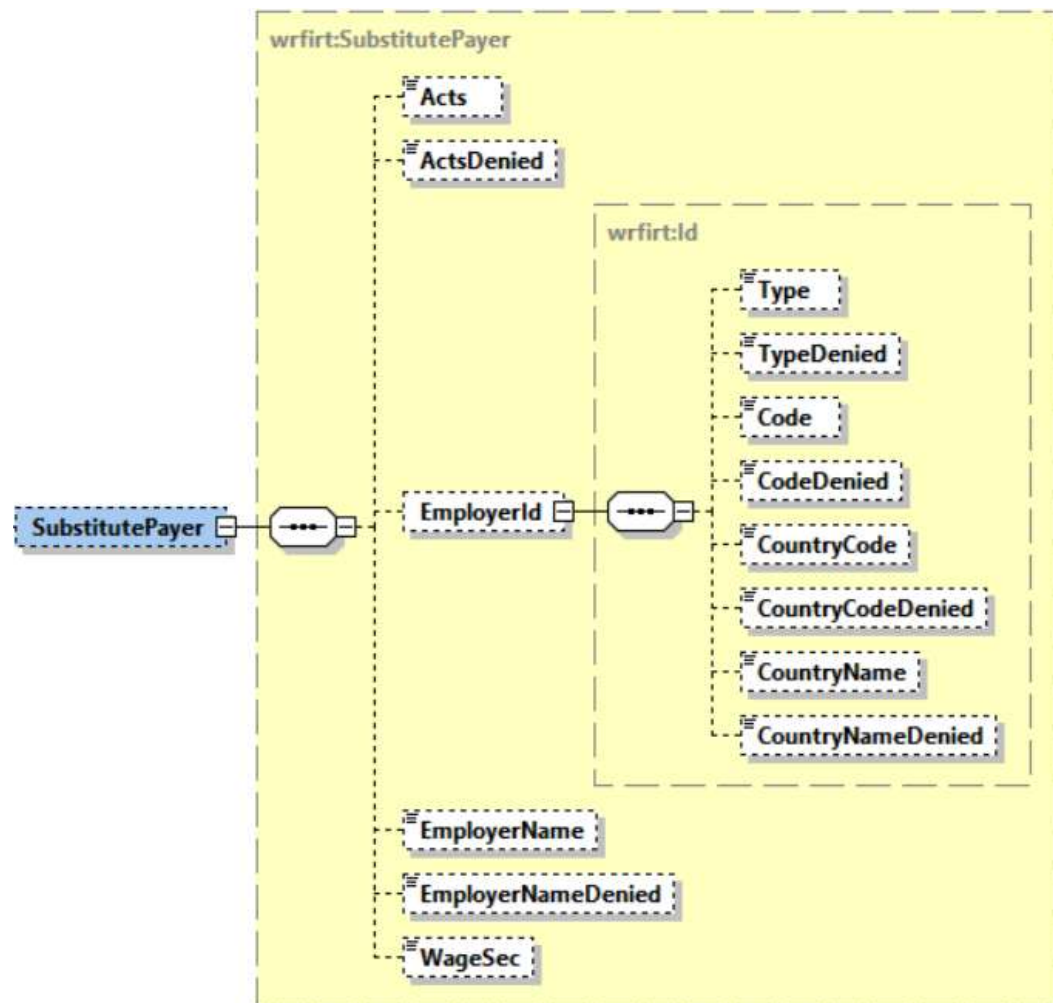 wrfirt:SubstitutePayer
Acts
ActsDenied
wrfirt:Id
Type
TypeDenied
Code
CodeDenied
SubstitutePayer
EmployerId
CountryCode
CountryCodeDenied
CountryName
CountryNameDenied
EmployerName
EmployerNameDenied
WageSec